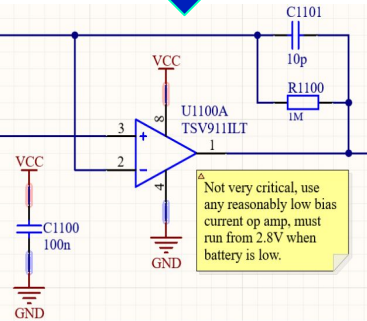 C1101
10p
VCC
R1100
1M
8
U1100A
TSV911ILT
3
+
1
2
-
4
VCC
C1100
100n
GND
GND
Not very critical, use
any reasonably low bias
current op amp, must
run from 2.8V when
battery is low.